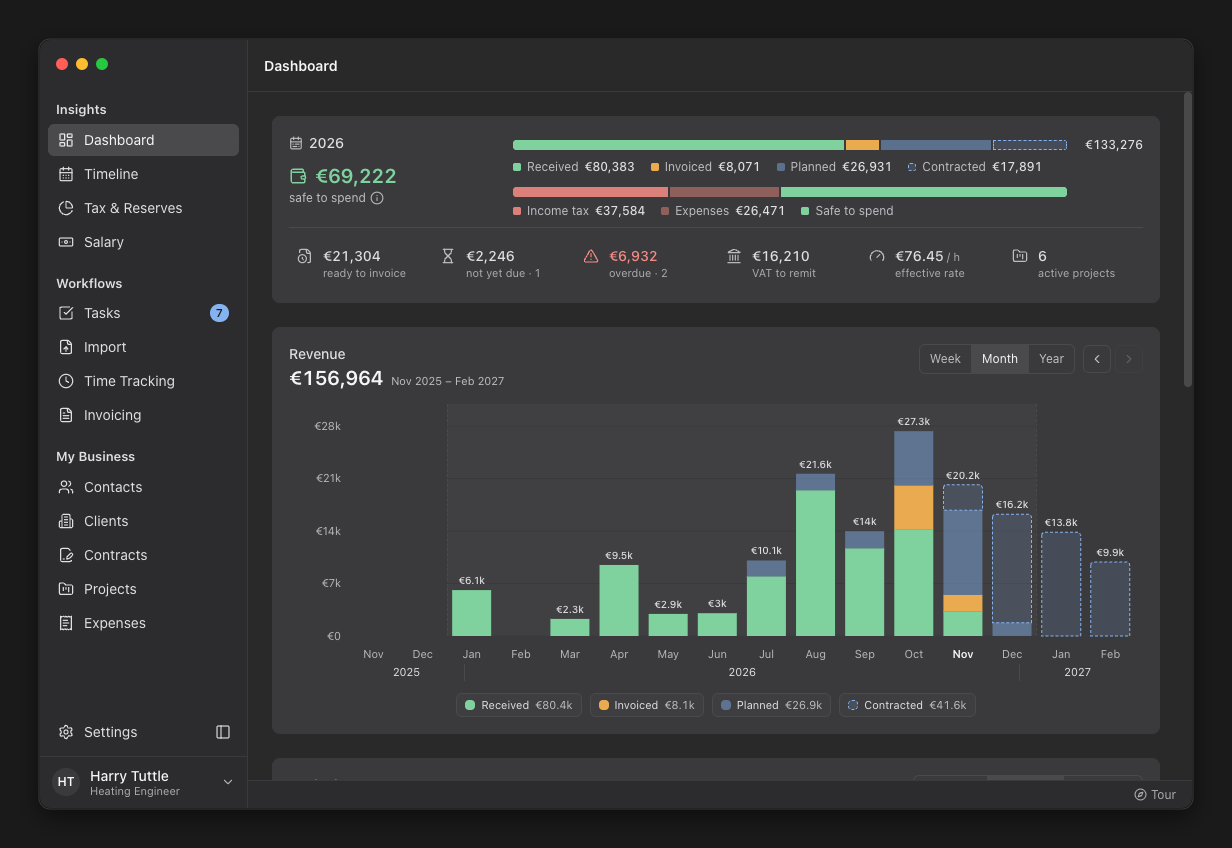 Dashboard
Insights
Dashboard
Timeline
Tax & Reserves
Salary
Workflows
Tasks 7
Import
Time Tracking
Invoicing
My Business
Contacts
Clients
Contracts
Projects
Expenses
Settings
HT Harry Tuttle
Heating Engineer
2026
€69,222
safe to spend
€133,276
Received €80,383 Invoiced €8,071 Planned €26,931 Contracted €17,891
Income tax €37,584 Expenses €26,471 Safe to spend
€21,304 €2,246 €6,932 €16,210 €76.45 / h 6
ready to invoice not yet due · 1 overdue · 2 VAT to remit effective rate active projects
Revenue
€156,964 Nov 2025 – Feb 2027
Week Month Year
€28k
€21k
€14k
€7k
€0
€6.1k
€2.3k
€9.5k
€2.9k
€3k
€10.1k
€21.6k
€14k
€27.3k
€20.2k
€16.2k
€13.8k
€9.9k
Nov Dec Jan Feb Mar Apr May Jun Jul Aug Sep Oct Nov Dec Jan Feb
2025 2026 2027
Received €80.4k Invoiced €8.1k Planned €26.9k Contracted €41.6k
Tour